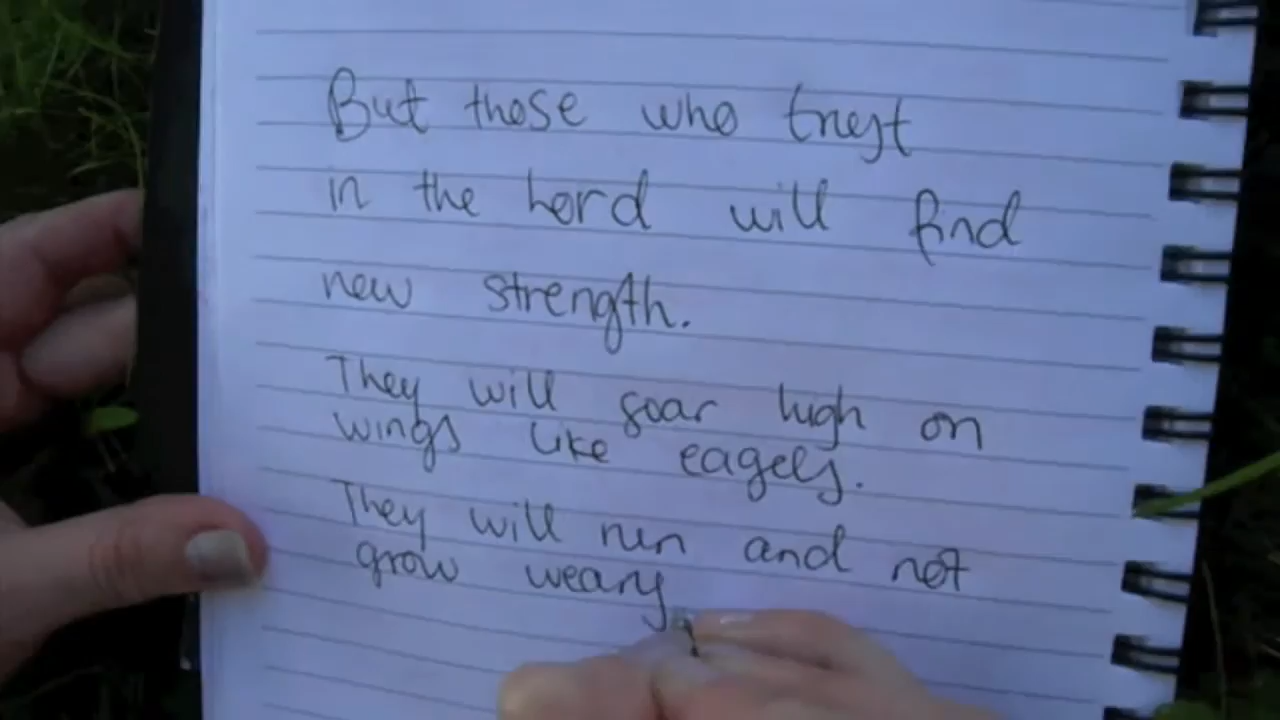 But those who trust
in the Lord will find
new strength.
They will soar high on
wings like eagels.
They will run and not
grow weary